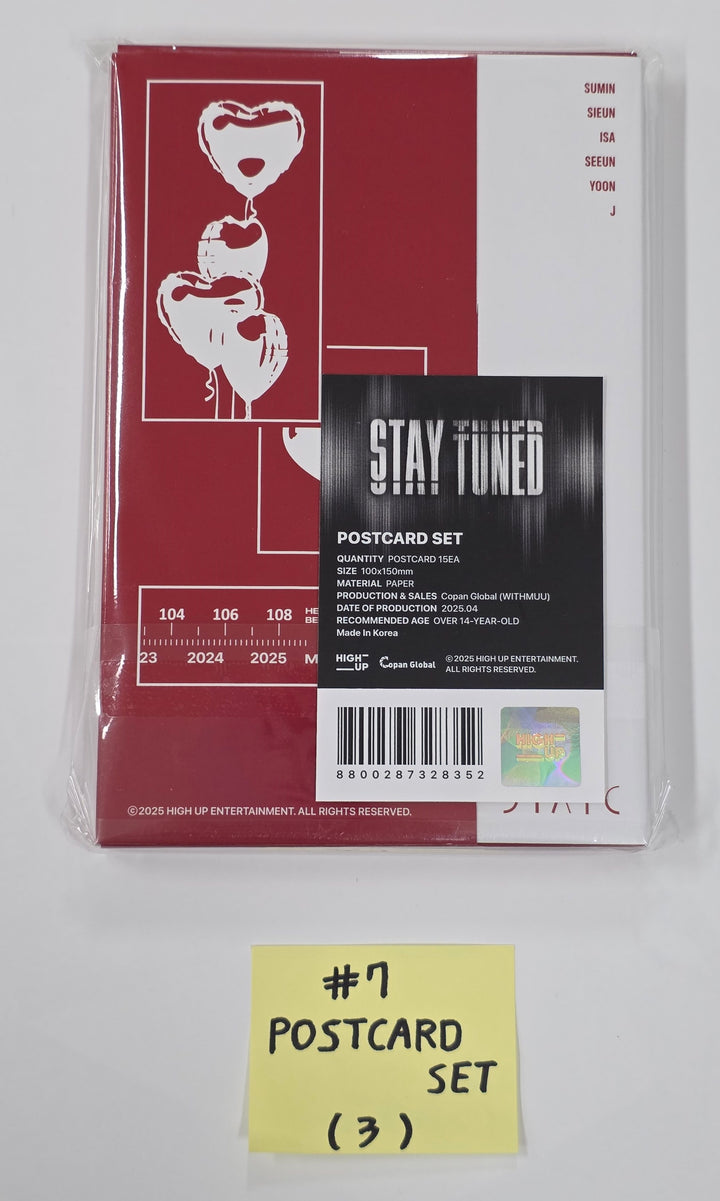 SUMIN
SIEUN
ISA
SEEUN
YOON
J
STAY TUNED
POSTCARD SET
QUANTITY POSTCARD 15EA
SIZE 100x150mm
MATERIAL PAPER
PRODUCTION & SALES Copan Global (WITHMUU)
DATE OF PRODUCTION 2025.04
RECOMMENDED AGE OVER 14-YEAR-OLD
Made In Korea
HIGH UP
Copan Global
©2025 HIGH UP ENTERTAINMENT.
ALL RIGHTS RESERVED.
104 106 108
23 2024 2025
8800287328352
HIGH UP
©2025 HIGH UP ENTERTAINMENT. ALL RIGHTS RESERVED.
#7
POSTCARD
SET
(3)